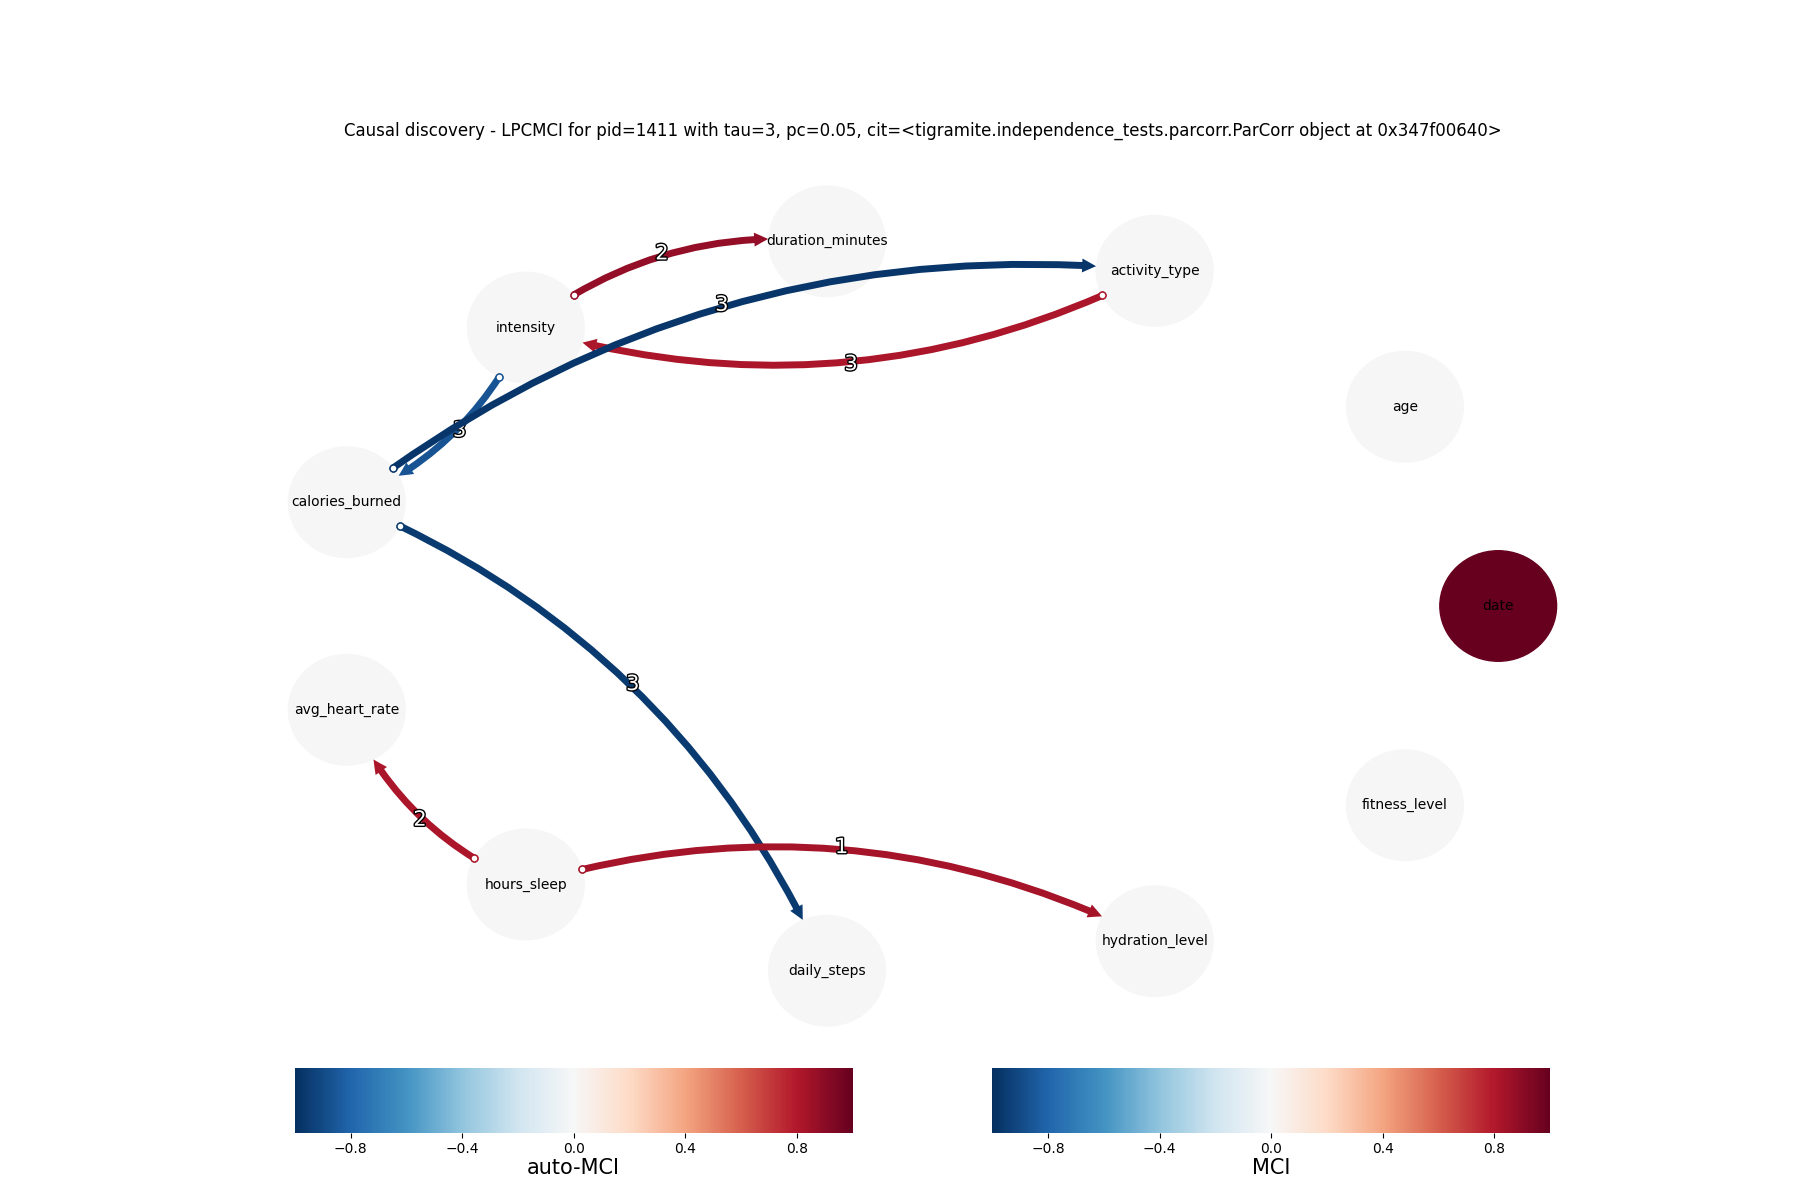 Causal discovery - LPCMCI for pid=1411 with tau=3, pc=0.05, cit=<tigramite.independence_tests.parcorr.ParCorr object at 0x347f00640>
duration_minutes
2
activity_type
3
intensity
3
age
3
calories_burned
date
3
avg_heart_rate
fitness_level
2
1
hours_sleep
hydration_level
daily_steps
−0.8 −0.4 0.0 0.4 0.8
auto-MCI
−0.8 −0.4 0.0 0.4 0.8
MCI